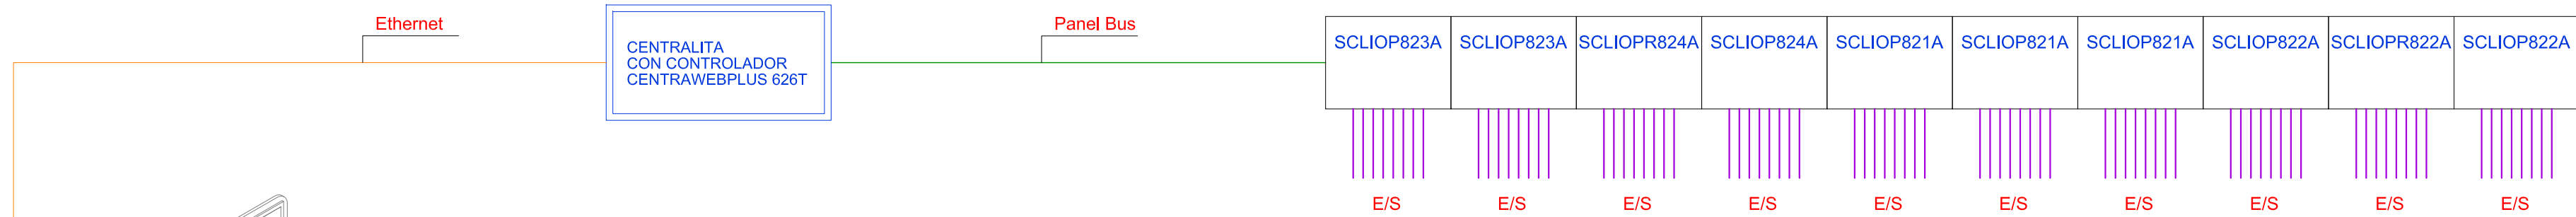 Ethernet
Panel Bus
CENTRALITA
CON CONTROLADOR
CENTRAWEBPLUS 626T
SCLIOP823A SCLIOP823A SCLIOPR824A SCLIOP824A SCLIOP821A SCLIOP821A SCLIOP821A SCLIOP822A SCLIOPR822A SCLIOP822A
E/S E/S E/S E/S E/S E/S E/S E/S E/S E/S